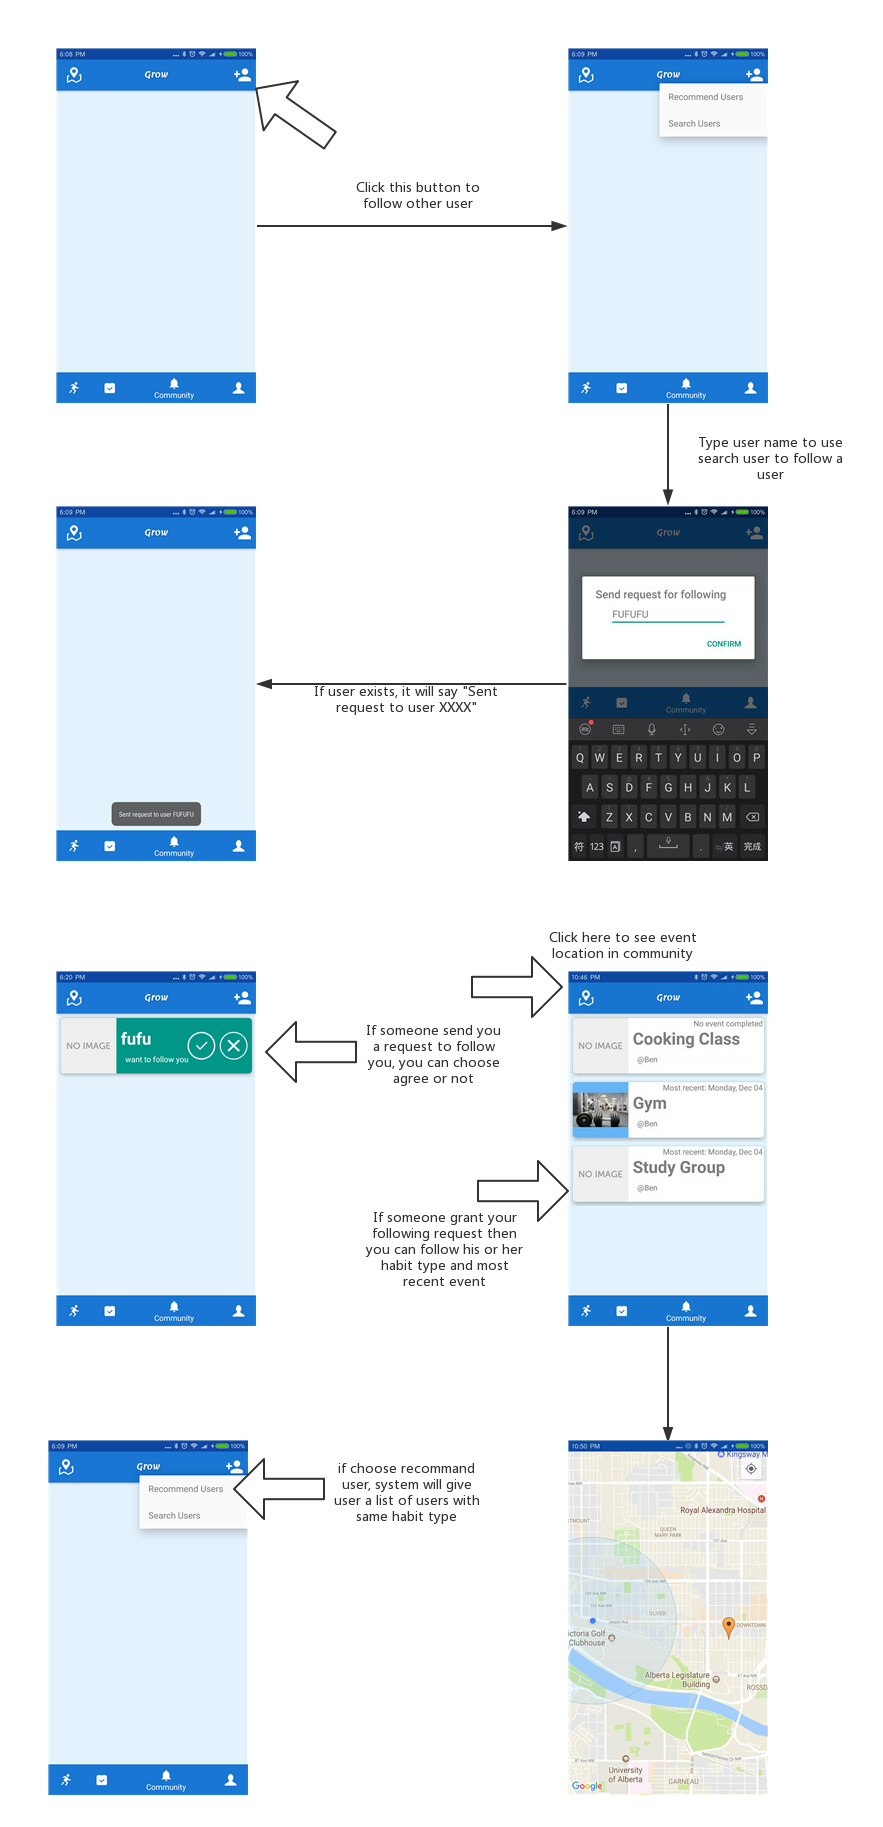 6:08 PM
100%
Grow
Community
Click this button to
follow other user
6:09 PM
100%
Grow
Recommend Users
Search Users
Community
Type user name to use
search user to follow a
user
6:09 PM
100%
Grow
Send request for following
FUFUFU
CONFIRM
Community
Q W E R T Y U I O P
A S D F G H J K L
Z X C V B N M
符 123 , . 中/英 完成
If user exists, it will say "Sent
request to user XXXX"
6:09 PM
100%
Grow
Sent request to user FUFUFU
Community
6:20 PM
100%
Grow
NO IMAGE
fufu
want to follow you
Community
If someone send you
a request to follow
you, you can choose
agree or not
Click here to see event
location in community
10:46 PM
100%
Grow
No event completed
NO IMAGE
Cooking Class
@Ben
Most recent: Monday, Dec 04
Gym
@Ben
Most recent: Monday, Dec 04
NO IMAGE
Study Group
@Ben
Community
If someone grant your
following request then
you can follow his or her
habit type and most
recent event
6:09 PM
100%
Grow
Recommend Users
Search Users
Community
if choose recommand
user, system will give
user a list of users with
same habit type
10:50 PM
100%
Kingsway M
Royal Alexandra Hospital
TMOUNT
QUEEN
MARY PARK
OLIVER
DOWNTOWN
ictoria Golf
Clubhouse
Alberta Legislature
Building
ROSSD
University
of Alberta
GARNEAU
Google